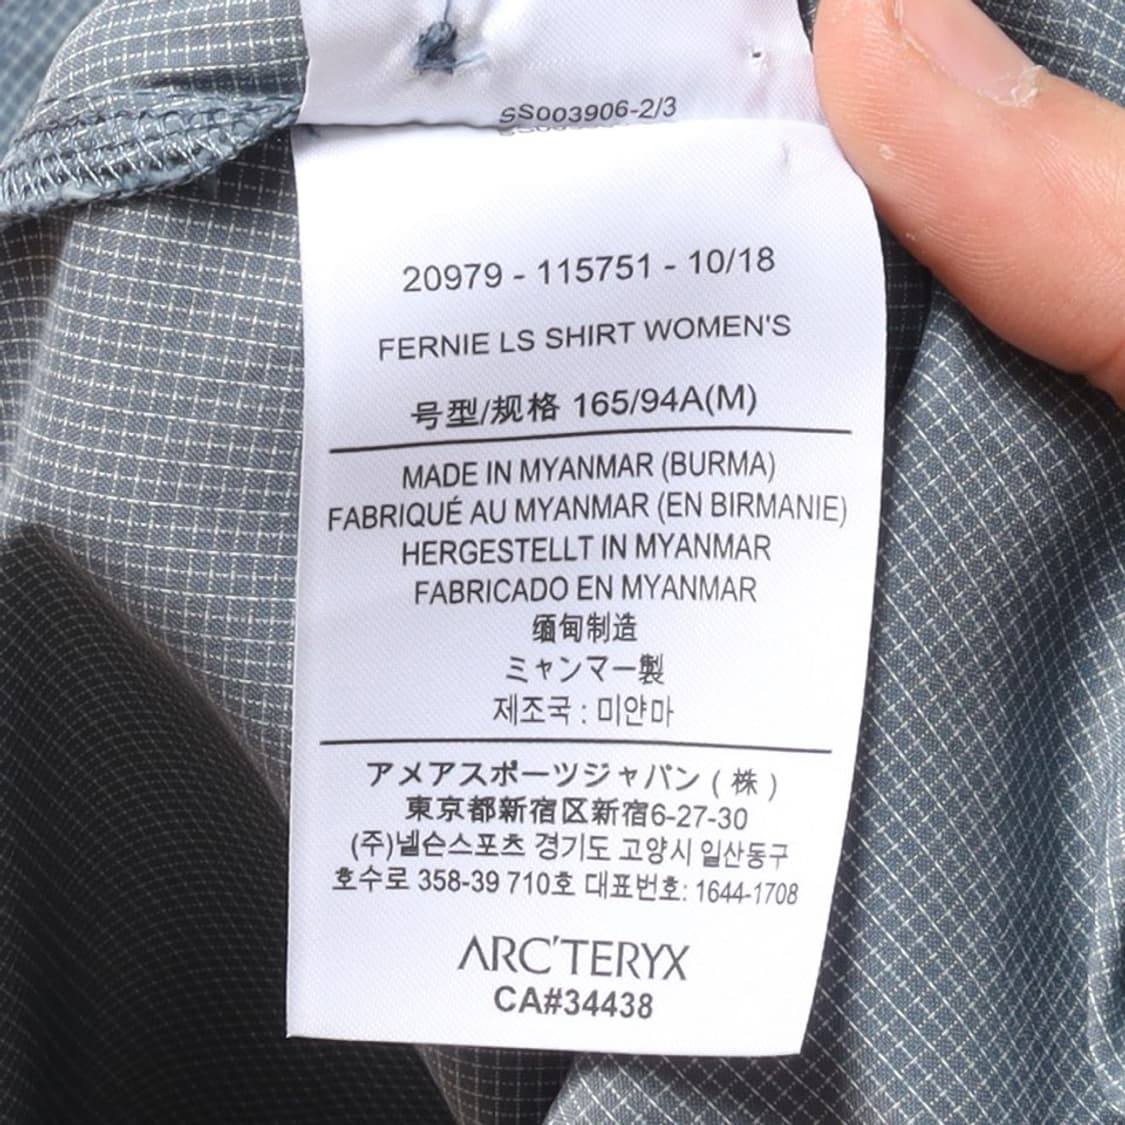 SS003906-2/3
20979 - 115751 - 10/18
FERNIE LS SHIRT WOMEN'S
号型/规格 165/94A(M)
MADE IN MYANMAR (BURMA)
FABRIQUÉ AU MYANMAR (EN BIRMANIE)
HERGESTELLT IN MYANMAR
FABRICADO EN MYANMAR
缅甸制造
ミャンマー製
제조국 : 미얀마
アメアスポーツジャパン ( 株 )
東京都新宿区新宿6-27-30
(주)넬슨스포츠 경기도 고양시 일산동구
호수로 358-39 710호 대표번호: 1644-1708
ARC'TERYX
CA#34438